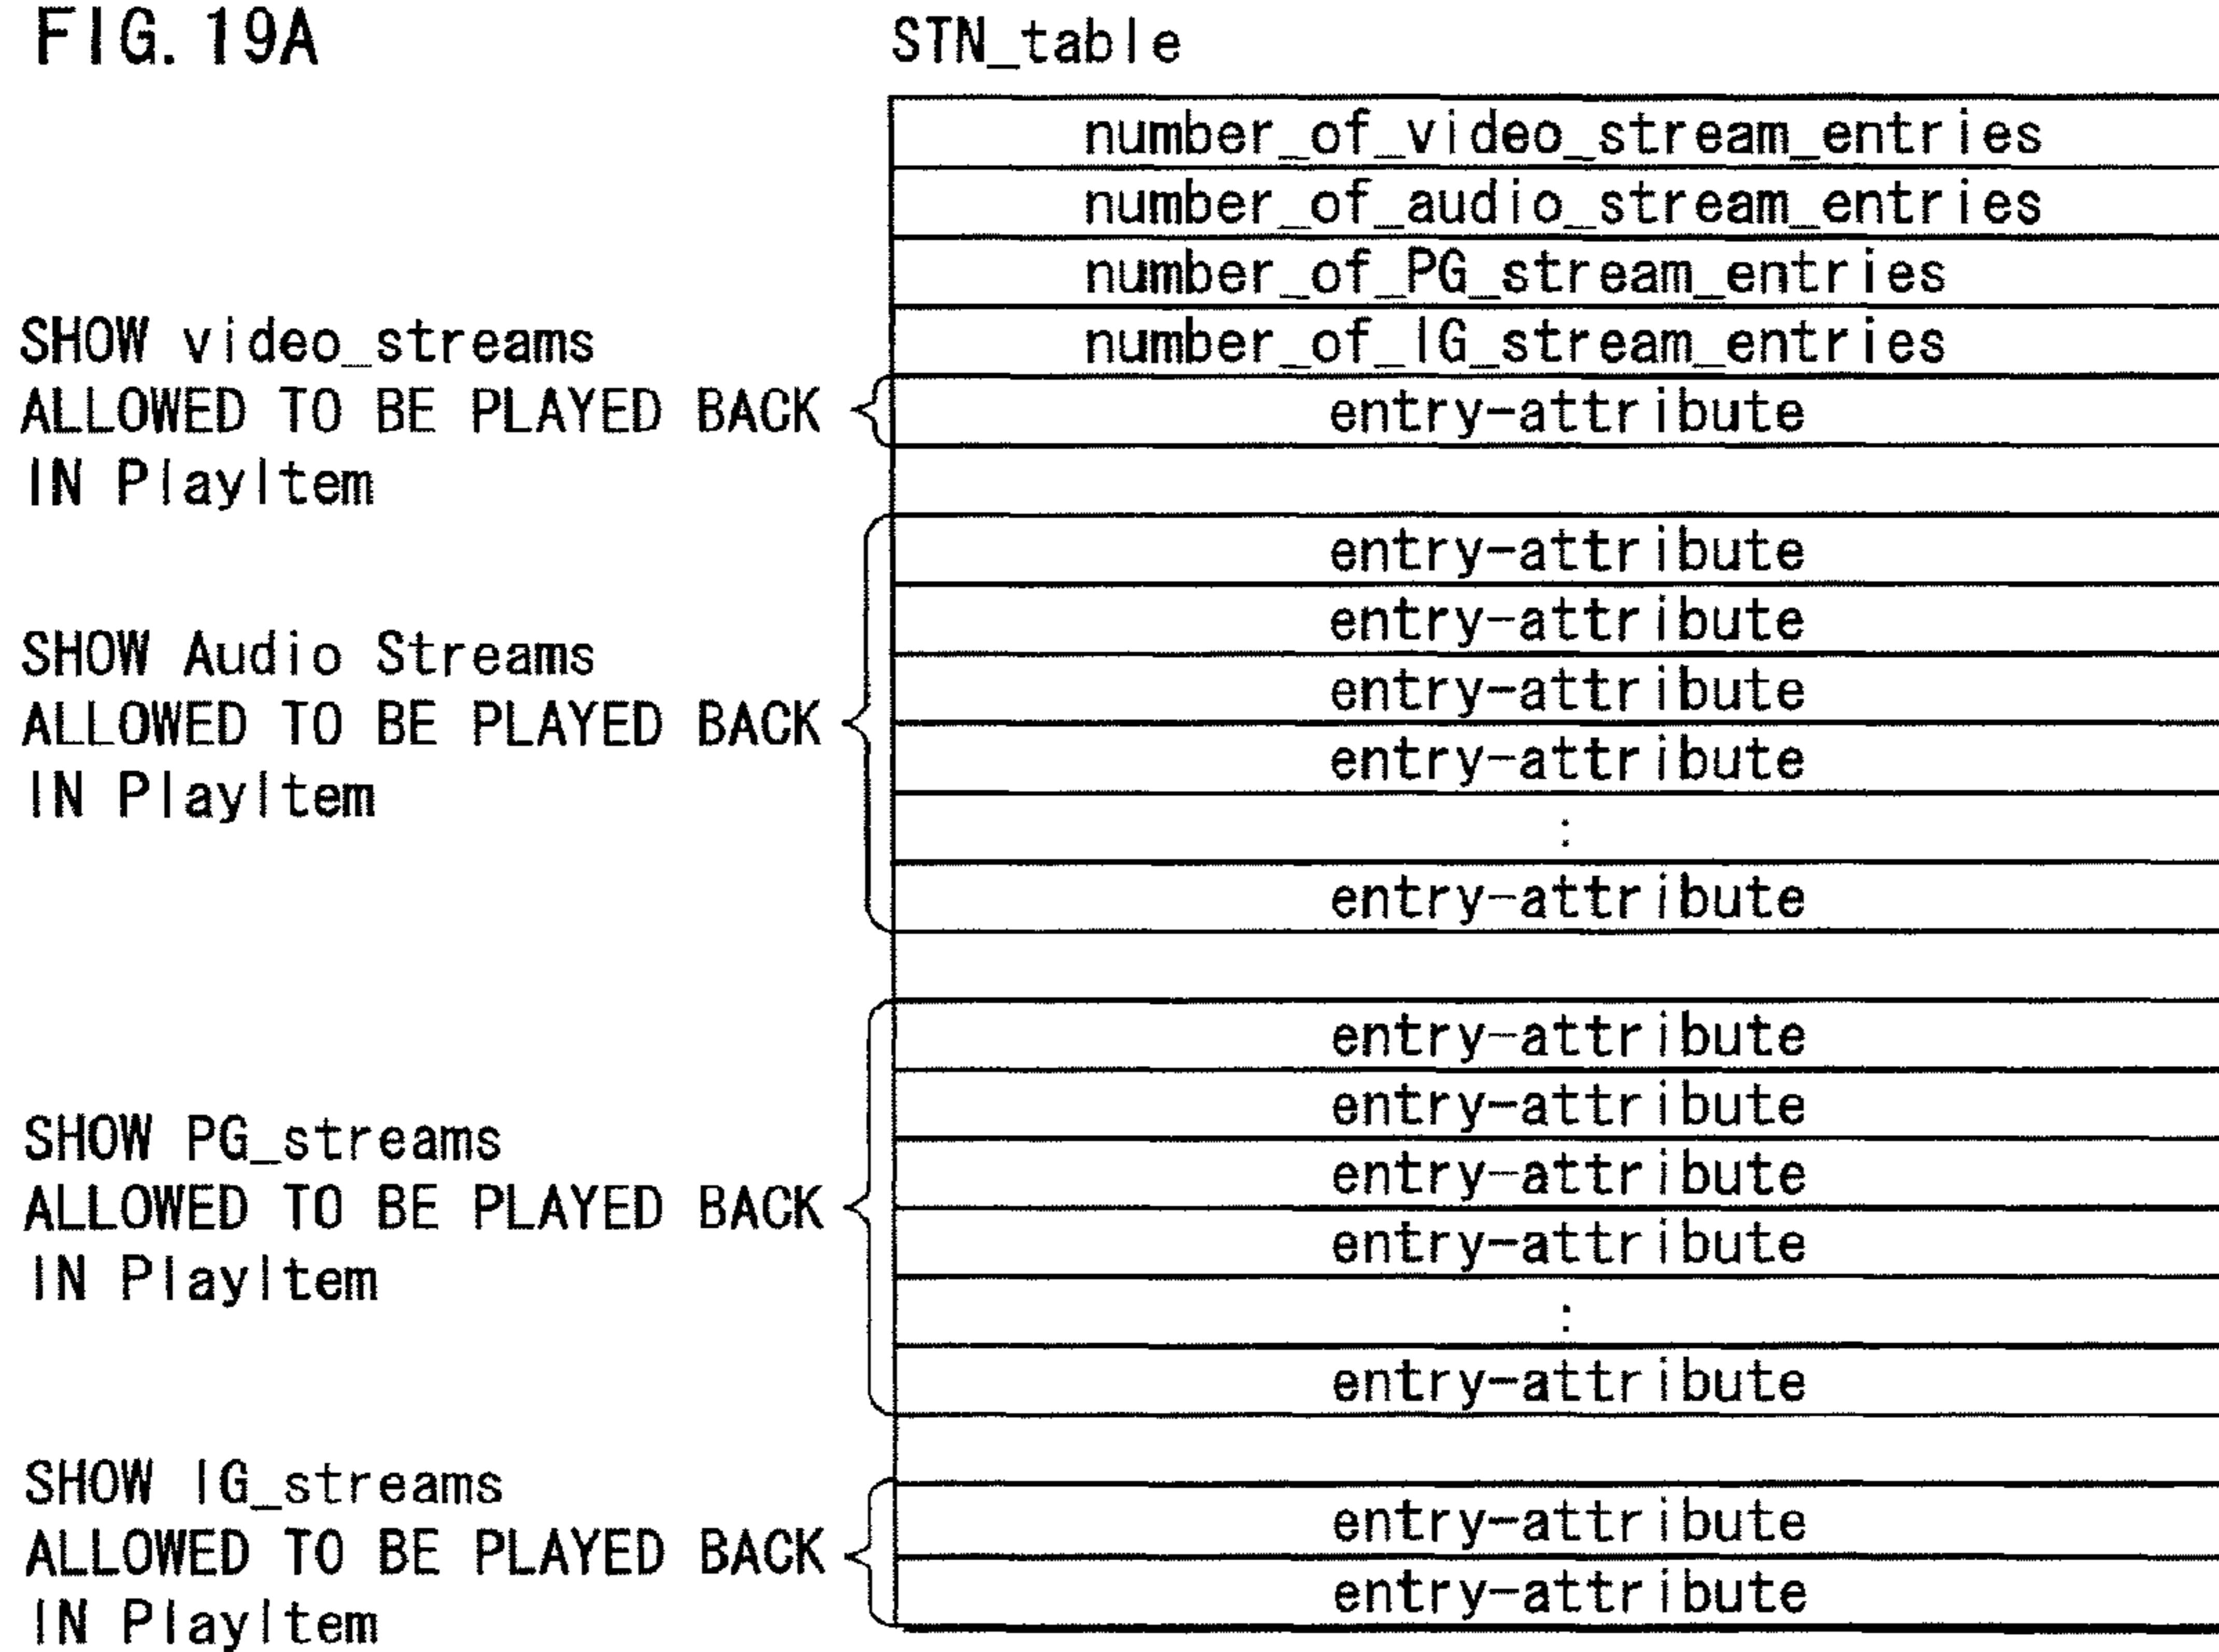 FIG. 19A
STN_table
number_of_video_stream_entries
number_of_audio_stream_entries
number_of_PG_stream_entries
number_of_IG_stream_entries
SHOW video_streams
ALLOWED TO BE PLAYED BACK
IN PlayItem
entry-attribute
SHOW Audio Streams
ALLOWED TO BE PLAYED BACK
IN PlayItem
entry-attribute
entry-attribute
entry-attribute
entry-attribute
:
entry-attribute
SHOW PG_streams
ALLOWED TO BE PLAYED BACK
IN PlayItem
entry-attribute
entry-attribute
entry-attribute
entry-attribute
:
entry-attribute
SHOW IG_streams
ALLOWED TO BE PLAYED BACK
IN PlayItem
entry-attribute
entry-attribute